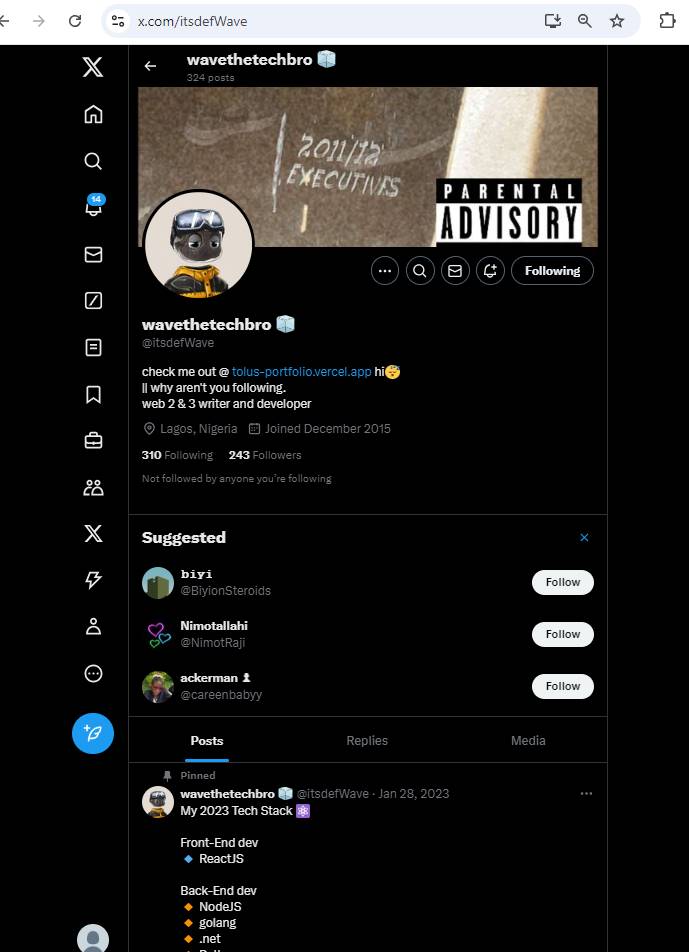 x.com/itsdefWave
wavethetechbro 🧊
324 posts
2011/12
EXECUTIVES
PARENTAL
ADVISORY
14
Following
wavethetechbro 🧊
@itsdefWave
check me out @ tolus-portfolio.vercel.app hi😴
|| why aren't you following.
web 2 & 3 writer and developer
Lagos, Nigeria Joined December 2015
310 Following 243 Followers
Not followed by anyone you're following
Suggested
biyi
@BiyionSteroids
Follow
Nimotallahi
@NimotRaji
Follow
ackerman
@careenbabyy
Follow
Posts Replies Media
Pinned
wavethetechbro 🧊 @itsdefWave · Jan 28, 2023
My 2023 Tech Stack ⚛️
Front-End dev
🔹 ReactJS
Back-End dev
🔸 NodeJS
🔸 golang
🔸 .net